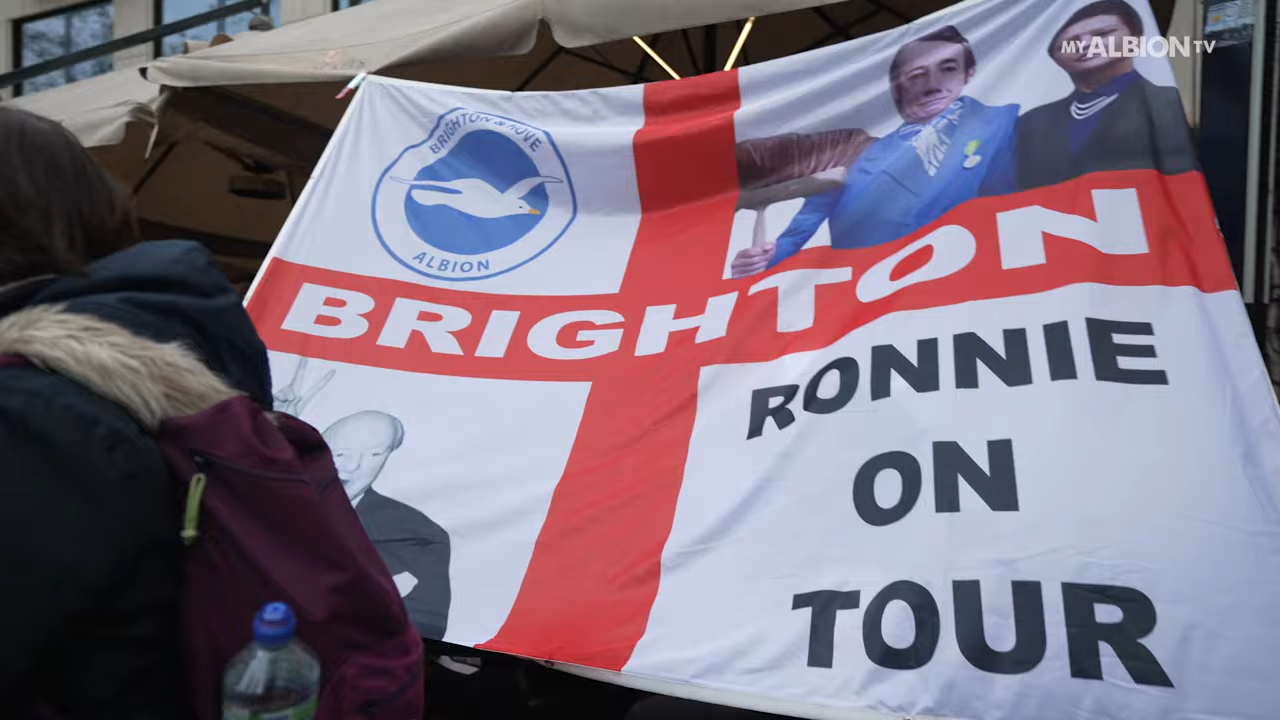 MYALBIONTV
BRIGHTON & HOVE
ALBION
BRIGHTON
RONNIE
ON
TOUR